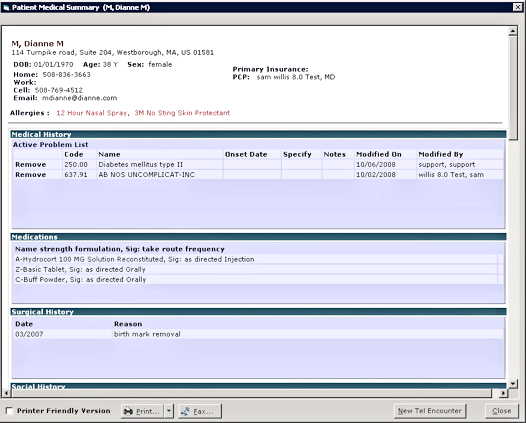 Patient Medical Summary (M, Dianne M)
M, Dianne M
114 Turnpike road, Suite 204, Westborough, MA, US 01581
DOB: 01/01/1970 Age: 38 Y Sex: female
Home: 508-836-3663
Work:
Cell: 508-769-4512
Email: mdianne@dianne.com
Primary Insurance:
PCP: sam willis 8.0 Test, MD
Allergies : 12 Hour Nasal Spray, 3M No Sting Skin Protectant
Medical History
Active Problem List
Code Name Onset Date Specify Notes Modified On Modified By
Remove 250.00 Diabetes mellitus type II 10/06/2008 support, support
Remove 637.91 AB NOS UNCOMPLICAT-INC 10/02/2008 willis 8.0 Test, sam
Medications
Name strength formulation, Sig: take route frequency
A-Hydrocort 100 MG Solution Reconstituted, Sig: as directed Injection
Z-Basic Tablet, Sig: as directed Orally
C-Buff Powder, Sig: as directed Orally
Surgical History
Date Reason
03/2007 birth mark removal
Social History
Printer Friendly Version Print... Fax... New Tel Encounter Close